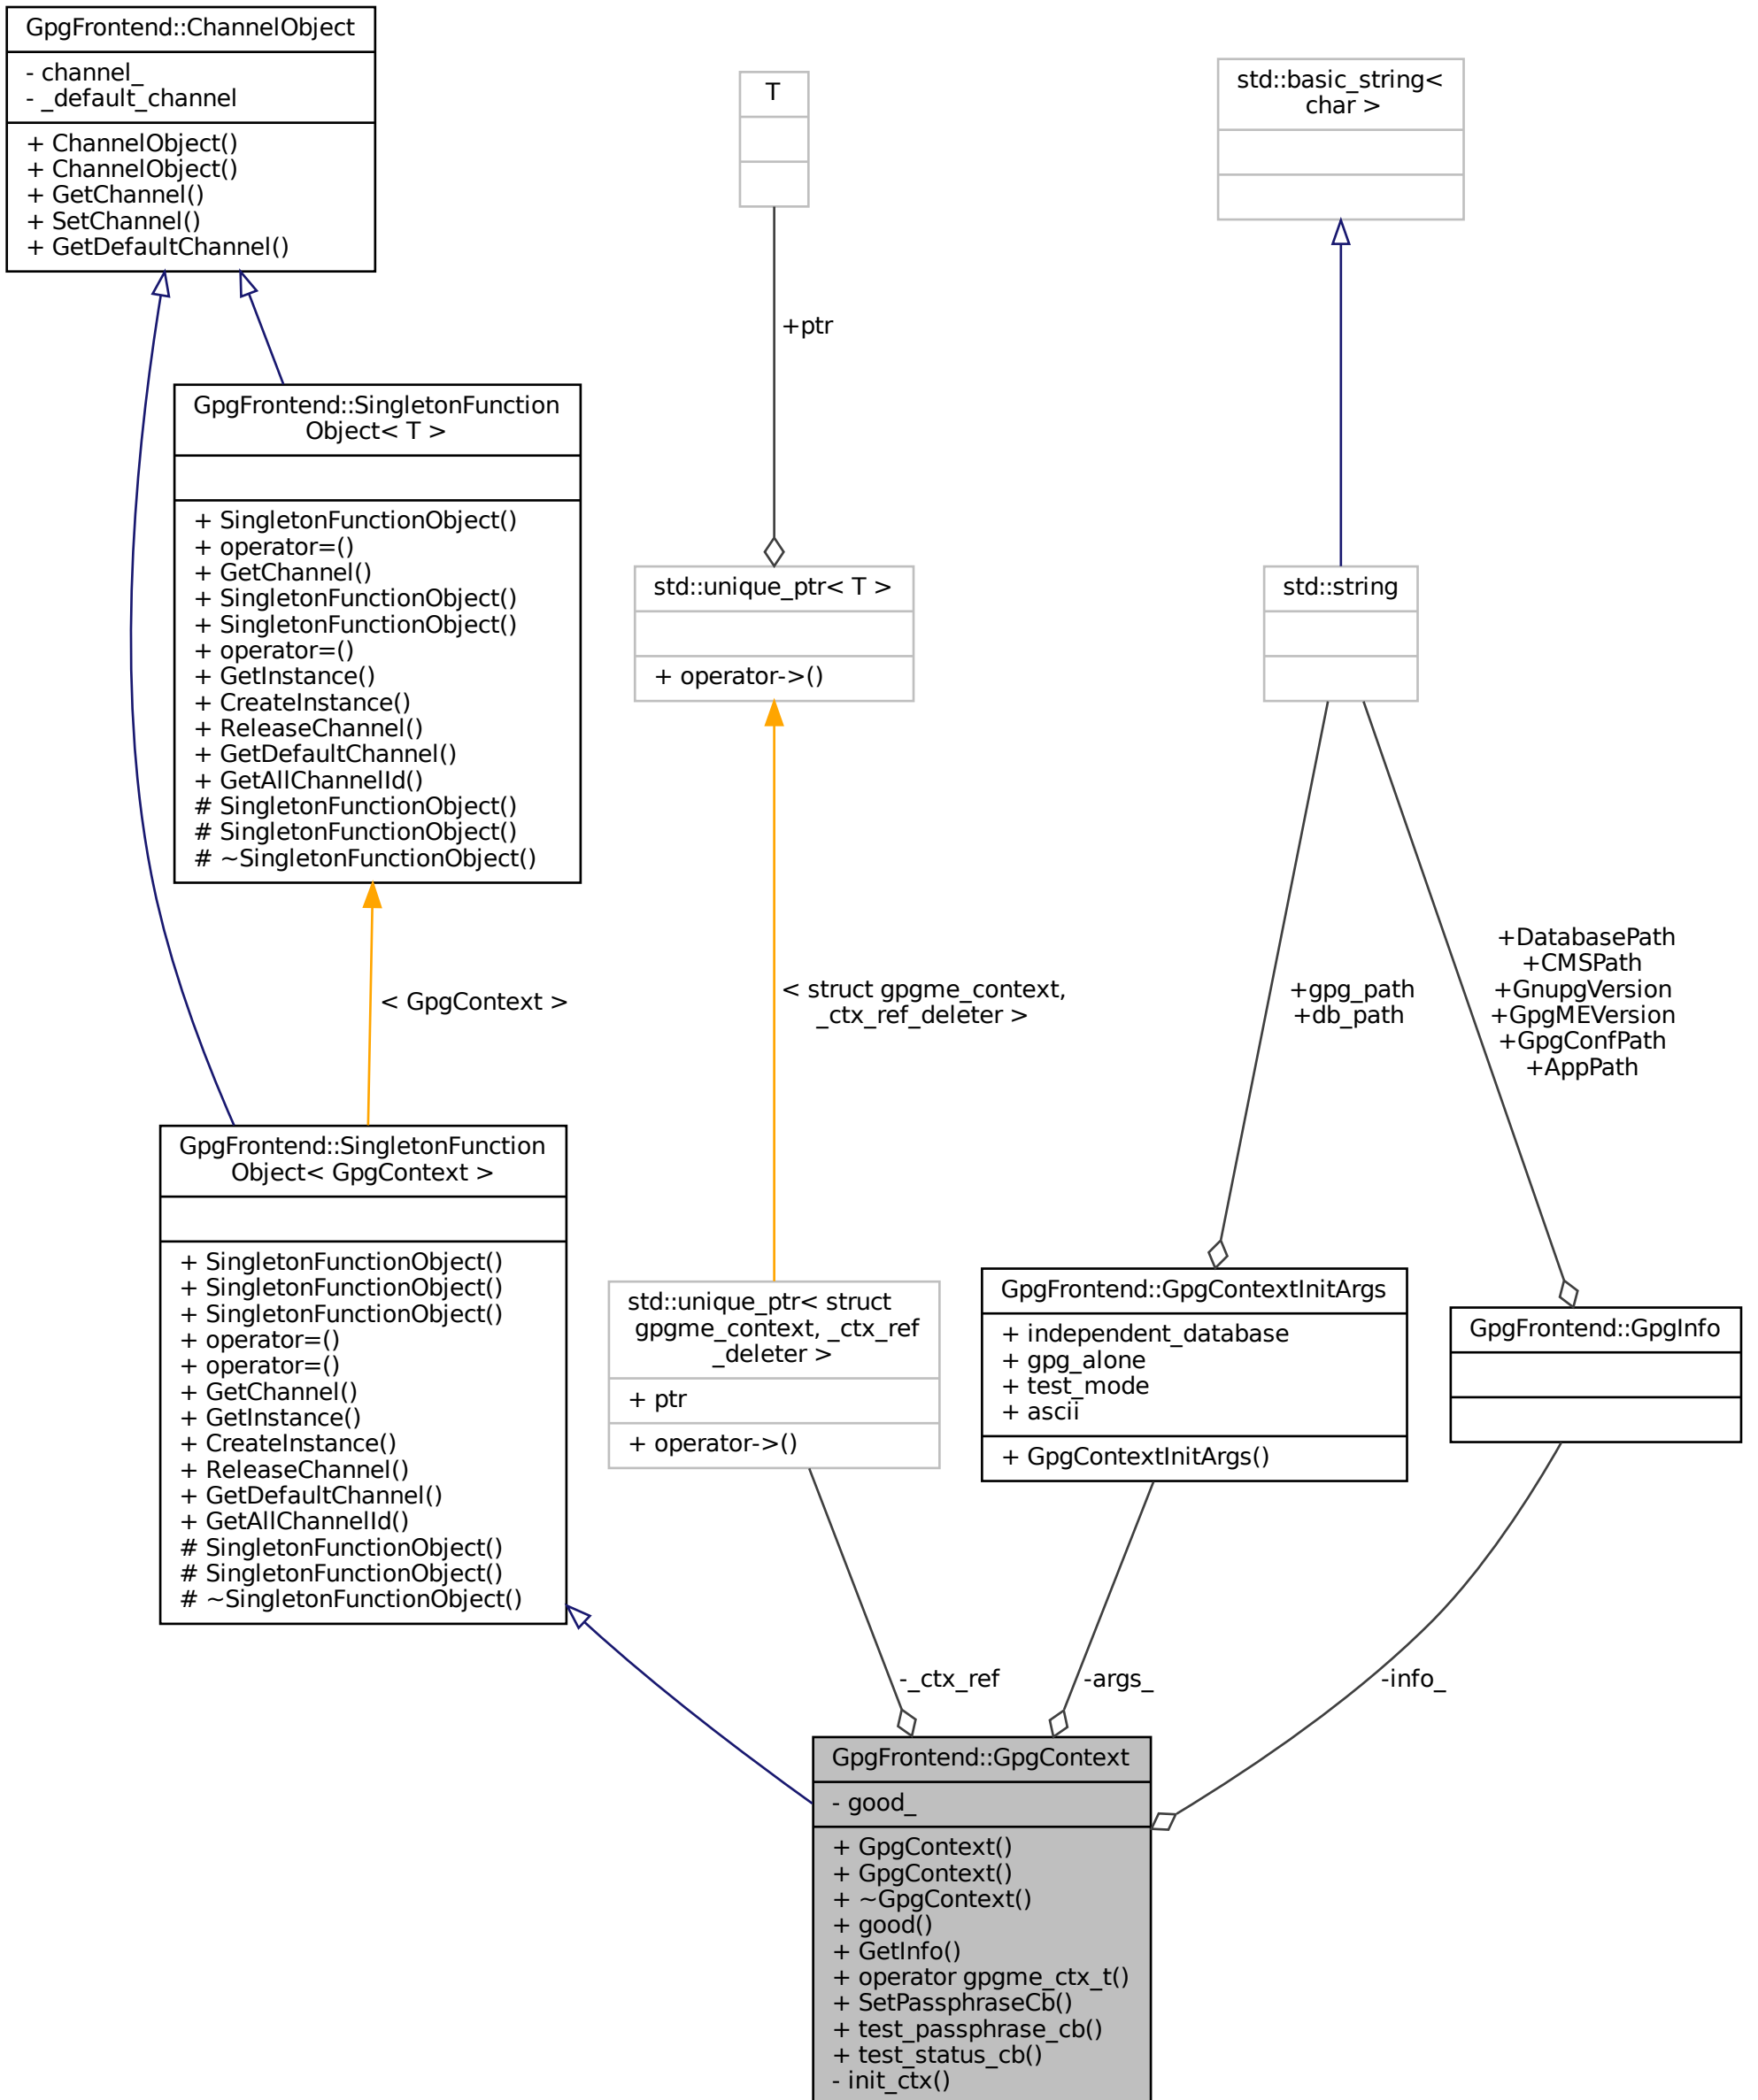 GpgFrontend::ChannelObject
- channel_
- _default_channel
+ ChannelObject()
+ ChannelObject()
+ GetChannel()
+ SetChannel()
+ GetDefaultChannel()
T
std::basic_string<
char >
+ptr
GpgFrontend::SingletonFunction
Object< T >
+ SingletonFunctionObject()
+ operator=()
+ GetChannel()
+ SingletonFunctionObject()
+ SingletonFunctionObject()
+ operator=()
+ GetInstance()
+ CreateInstance()
+ ReleaseChannel()
+ GetDefaultChannel()
+ GetAllChannelId()
# SingletonFunctionObject()
# SingletonFunctionObject()
# ~SingletonFunctionObject()
std::unique_ptr< T >
+ operator->()
std::string
< GpgContext >
< struct gpgme_context,
_ctx_ref_deleter >
+gpg_path
+db_path
+DatabasePath
+CMSPath
+GnupgVersion
+GpgMEVersion
+GpgConfPath
+AppPath
GpgFrontend::SingletonFunction
Object< GpgContext >
+ SingletonFunctionObject()
+ SingletonFunctionObject()
+ SingletonFunctionObject()
+ operator=()
+ operator=()
+ GetChannel()
+ GetInstance()
+ CreateInstance()
+ ReleaseChannel()
+ GetDefaultChannel()
+ GetAllChannelId()
# SingletonFunctionObject()
# SingletonFunctionObject()
# ~SingletonFunctionObject()
std::unique_ptr< struct
gpgme_context, _ctx_ref
_deleter >
+ ptr
+ operator->()
GpgFrontend::GpgContextInitArgs
+ independent_database
+ gpg_alone
+ test_mode
+ ascii
+ GpgContextInitArgs()
GpgFrontend::GpgInfo
-_ctx_ref
-args_
-info_
GpgFrontend::GpgContext
- good_
+ GpgContext()
+ GpgContext()
+ ~GpgContext()
+ good()
+ GetInfo()
+ operator gpgme_ctx_t()
+ SetPassphraseCb()
+ test_passphrase_cb()
+ test_status_cb()
- init_ctx()